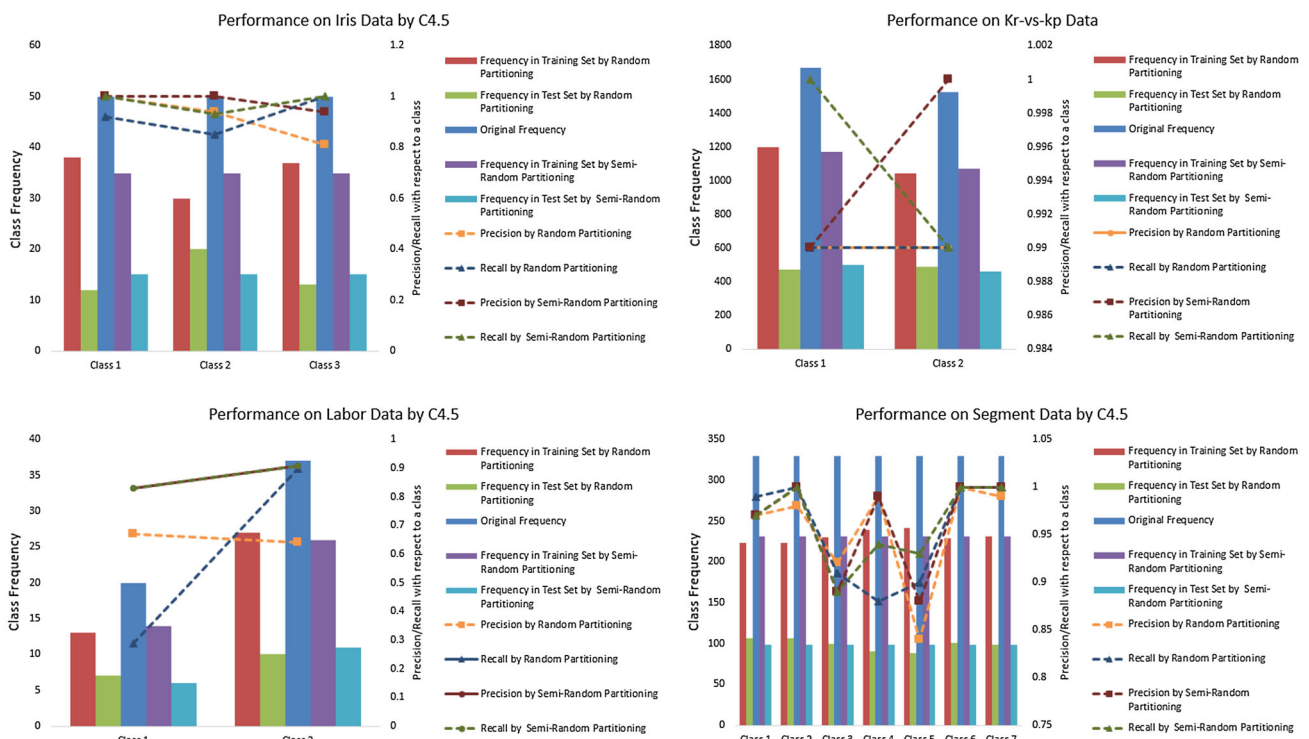 Performance on Iris Data by C4.5
60
50
40
30
20
10
0
Class Frequency
Class 1
Class 2
Class 3
1.2
1
0.8
0.6
0.4
0.2
0
Precision/Recall with respect to a class
Frequency in Training Set by Random
Partitioning
Frequency in Test Set by Random
Partitioning
Original Frequency
Frequency in Training Set by Semi-
Random Partitioning
Frequency in Test Set by Semi-Random
Partitioning
Precision by Random Partitioning
Recall by Random Partitioning
Precision by Semi-Random Partitioning
Recall by Semi-Random Partitioning
Performance on Kr-vs-kp Data
1800
1600
1400
1200
1000
800
600
400
200
0
Class Frequency
Class 1
Class 2
1.002
1
0.998
0.996
0.994
0.992
0.99
0.988
0.986
0.984
Precision/Recall with respect to a class
Frequency in Training Set by Random
Partitioning
Frequency in Test Set by Random
Partitioning
Original Frequency
Frequency in Training Set by Semi-
Random Partitioning
Frequency in Test Set by Semi-
Random Partitioning
Precision by Random Partitioning
Recall by Random Partitioning
Precision by Semi-Random
Partitioning
Recall by Semi-Random Partitioning
Performance on Labor Data by C4.5
40
35
30
25
20
15
10
5
0
Class Frequency
Class 1
Class 2
1
0.9
0.8
0.7
0.6
0.5
0.4
0.3
0.2
0.1
0
Precision/Recall with respect to a class
Frequency in Training Set by Random
Partitioning
Frequency in Test Set by Random
Partitioning
Original Frequency
Frequency in Training Set by Semi-
Random Partitioning
Frequency in Test Set by Semi-Random
Partitioning
Precision by Random Partitioning
Recall by Random Partitioning
Precision by Semi-Random Partitioning
Recall by Semi-Random Partitioning
Performance on Segment Data by C4.5
350
300
250
200
150
100
50
0
Class Frequency
Class 1 Class 2 Class 3 Class 4 Class 5 Class 6 Class 7
1.05
1
0.95
0.9
0.85
0.8
0.75
Precision/Recall with respect to a class
Frequency in Training Set by Random
Partitioning
Frequency in Test Set by Random
Partitioning
Original Frequency
Frequency in Training Set by Semi-
Random Partitioning
Frequency in Test Set by Semi-
Random Partitioning
Precision by Random Partitioning
Recall by Random Partitioning
Precision by Semi-Random
Partitioning
Recall by Semi-Random Partitioning